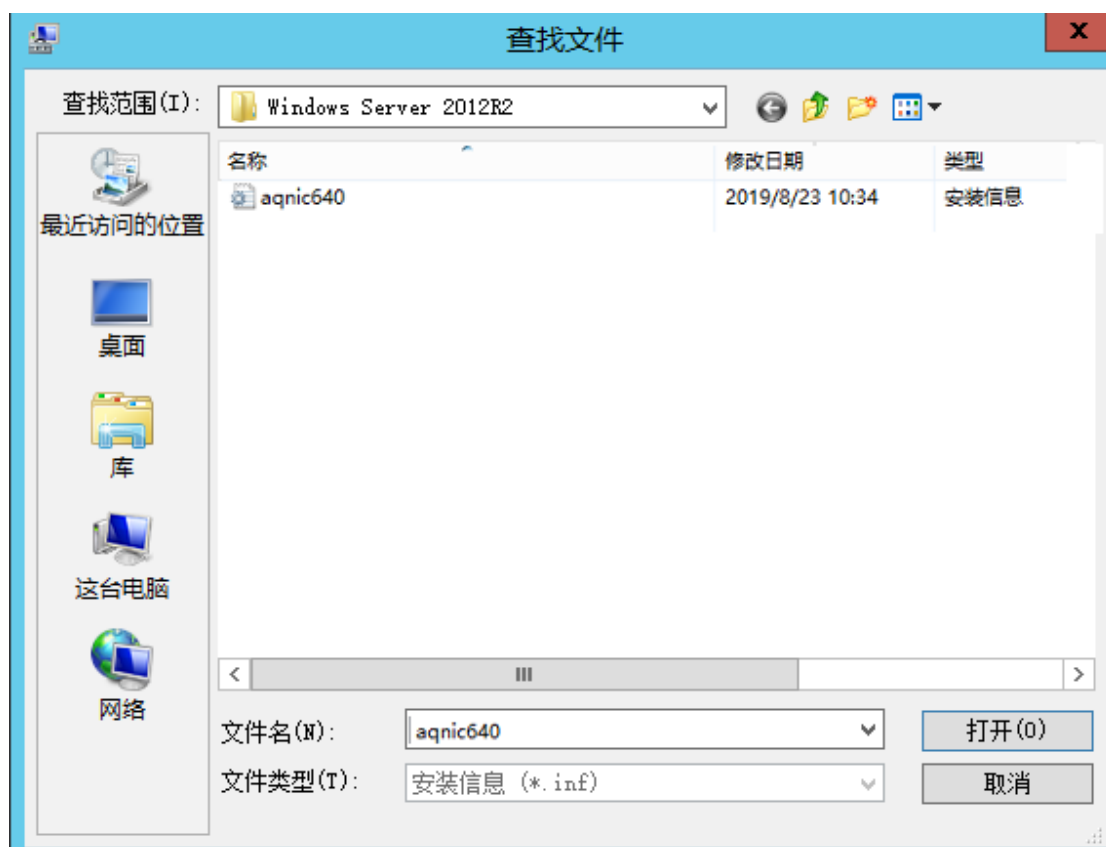 查找文件
查找范围(I):
Windows Server 2012R2
名称
修改日期
类型
aqnic640
2019/8/23 10:34
安装信息
最近访问的位置
桌面
库
这台电脑
网络
文件名(N):
aqnic640
打开(O)
文件类型(T):
安装信息 (*.inf)
取消